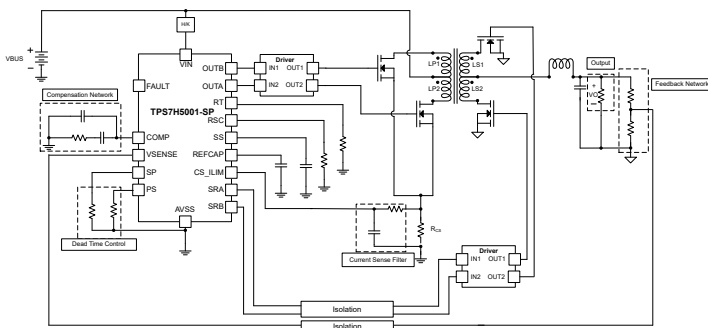 H/K
VBUS
+
−
VIN
FAULT
TPS7H5001-SP
OUTB
OUTA
RT
RSC
SS
REFCAP
CS_ILIM
SRA
SRB
COMP
VSENSE
SP
PS
AVSS
Compensation Network
Dead Time Control
Driver
IN1 OUT1
IN2 OUT2
LP1
LP2
LS1
LS2
Output
+
VO
Feedback Network
Current Sense Filter
RCS
Driver
IN1 OUT1
IN2 OUT2
Isolation
Isolation